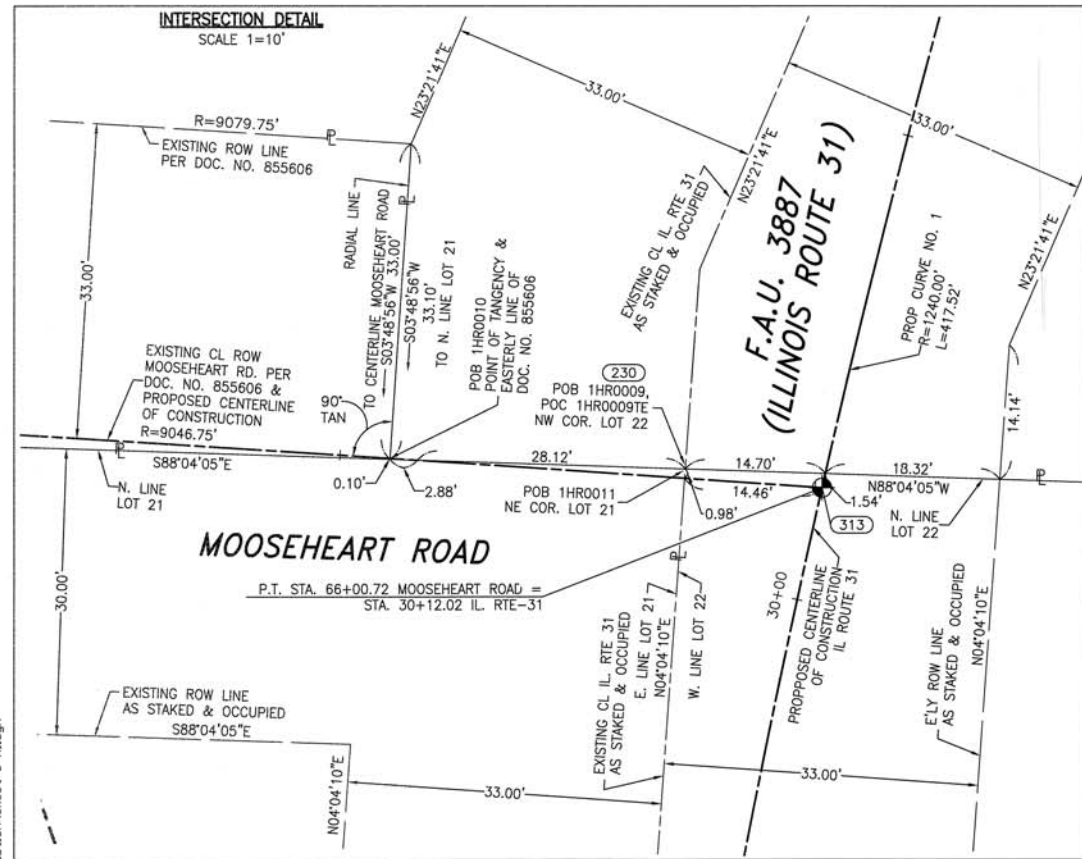 INTERSECTION DETAIL
SCALE 1=10'
R=9079.75'
EXISTING ROW LINE
PER DOC. NO. 855606
N23°21'41"E
33.00'
N23°21'41"E
33.00'
N23°21'41"E
EXISTING CL IL. RTE 31
AS STAKED & OCCUPIED
F.A.U. 3887
(ILLINOIS ROUTE 31)
PROP CURVE NO. 1
R=1240.00'
L=417.52'
33.00'
RADIAL LINE
TO CENTERLINE MOOSEHEART ROAD
S03°48'56"W 33.00'
S03°48'56"W
33.10'
TO N. LINE LOT 21
POB 1HR0010
POINT OF TANGENCY &
EASTERLY LINE OF
DOC. NO. 855606
230
POB 1HR0009,
POC 1HR0009TE
NW COR. LOT 22
14.14'
EXISTING CL ROW
MOOSEHEART RD. PER
DOC. NO. 855606 &
PROPOSED CENTERLINE
OF CONSTRUCTION
R=9046.75'
90°
TAN
S88°04'05"E
N. LINE
LOT 21
0.10'
2.88'
28.12'
14.70'
18.32'
POB 1HR0011
NE COR. LOT 21
14.46'
0.98'
1.54'
313
N88°04'05"W
N. LINE
LOT 22
MOOSEHEART ROAD
P.T. STA. 66+00.72 MOOSEHEART ROAD =
STA. 30+12.02 IL. RTE-31
30.00'
EXISTING ROW LINE
AS STAKED & OCCUPIED
S88°04'05"E
N04°04'10"E
33.00'
EXISTING CL IL. RTE 31
AS STAKED & OCCUPIED
E. LINE LOT 21
N04°04'10"E
W. LINE LOT 22
30+00
PROPPOSED CENTERLINE
OF CONSTRUCTION
IL ROUTE 31
33.00'
E'LY ROW LINE
AS STAKED & OCCUPIED
N04°04'10"E